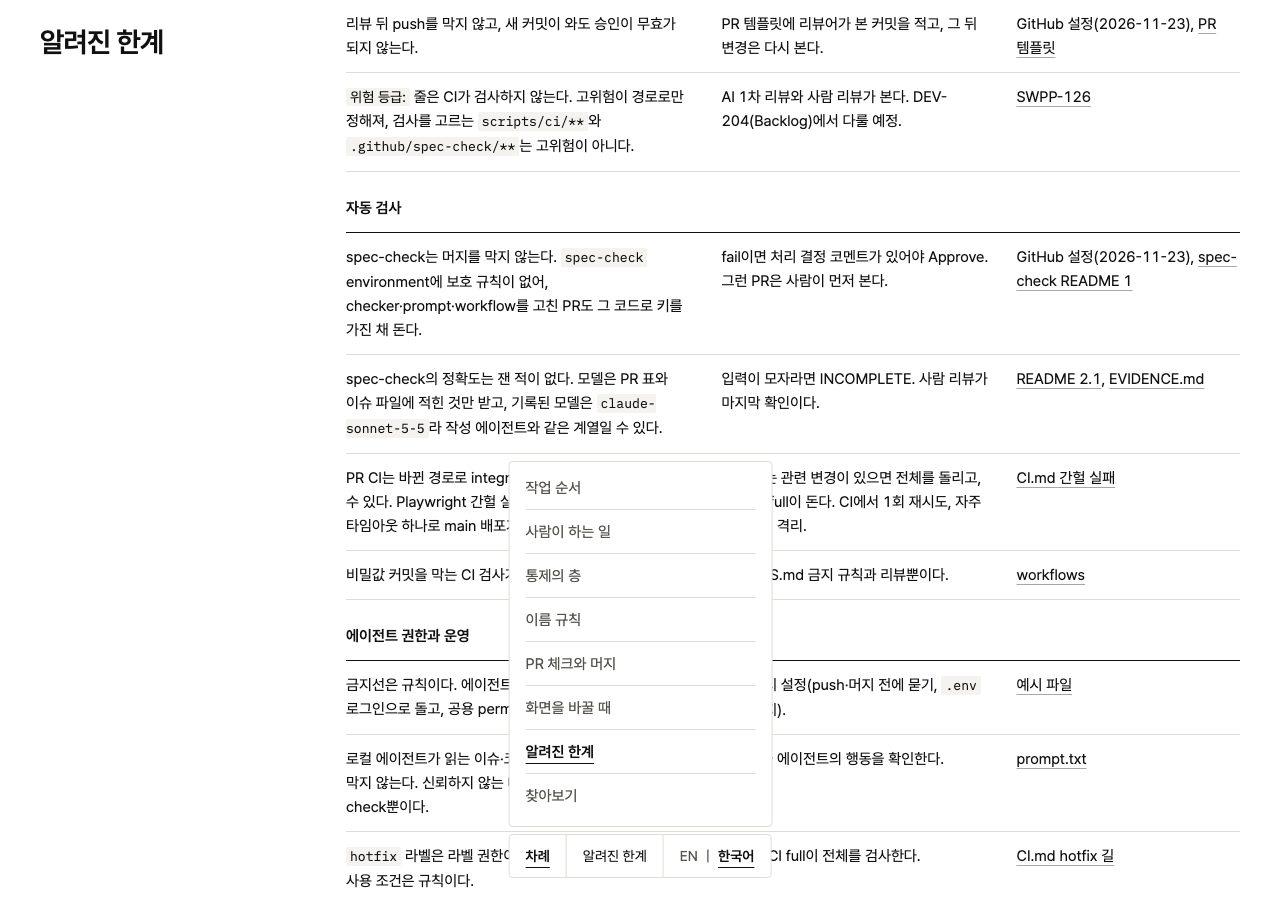 알려진 한계
리뷰 뒤 push를 막지 않고, 새 커밋이 와도 승인이 무효가
되지 않는다.
PR 템플릿에 리뷰어가 본 커밋을 적고, 그 뒤
변경은 다시 본다.
GitHub 설정(2026-11-23), PR
템플릿
위험 등급: 줄은 CI가 검사하지 않는다. 고위험이 경로로만
정해져, 검사를 고르는 scripts/ci/** 와
.github/spec-check/** 는 고위험이 아니다.
AI 1차 리뷰와 사람 리뷰가 본다. DEV-
204(Backlog)에서 다룰 예정.
SWPP-126
자동 검사
spec-check는 머지를 막지 않는다. spec-check
environment에 보호 규칙이 없어,
checker·prompt·workflow를 고친 PR도 그 코드로 키를
가진 채 돈다.
fail이면 처리 결정 코멘트가 있어야 Approve.
그런 PR은 사람이 먼저 본다.
GitHub 설정(2026-11-23), spec-
check README 1
spec-check의 정확도는 잰 적이 없다. 모델은 PR 표와
이슈 파일에 적힌 것만 받고, 기록된 모델은 claude-
sonnet-5-5 라 작성 에이전트와 같은 계열일 수 있다.
입력이 모자라면 INCOMPLETE. 사람 리뷰가
마지막 확인이다.
README 2.1, EVIDENCE.md
PR CI는 바뀐 경로로
수 있다. Playwright 간헐
타임아웃 하나로 main
관련 변경이 있으면 전체를 돌리고,
full이 돈다. CI에서 1회 재시도, 자주
격리.
CI.md 간헐 실패
비밀값 커밋을 막는 CI
금지 규칙과 리뷰뿐이다.
workflows
에이전트 권한과 운영
금지선은 규칙이다.
로그인으로 돌고, 공용
설정(push·머지 전에 묻기, .env
예시 파일
로컬 에이전트가 읽는
막지 않는다. 신뢰하지 않는
check뿐이다.
에이전트의 행동을 확인한다.
prompt.txt
hotfix 라벨은 라벨
사용 조건은 규칙이다.
CI full이 전체를 검사한다.
CI.md hotfix 길
작업 순서
사람이 하는 일
통제의 층
이름 규칙
PR 체크와 머지
화면을 바꿀 때
알려진 한계
찾아보기
차례
알려진 한계
EN | 한국어